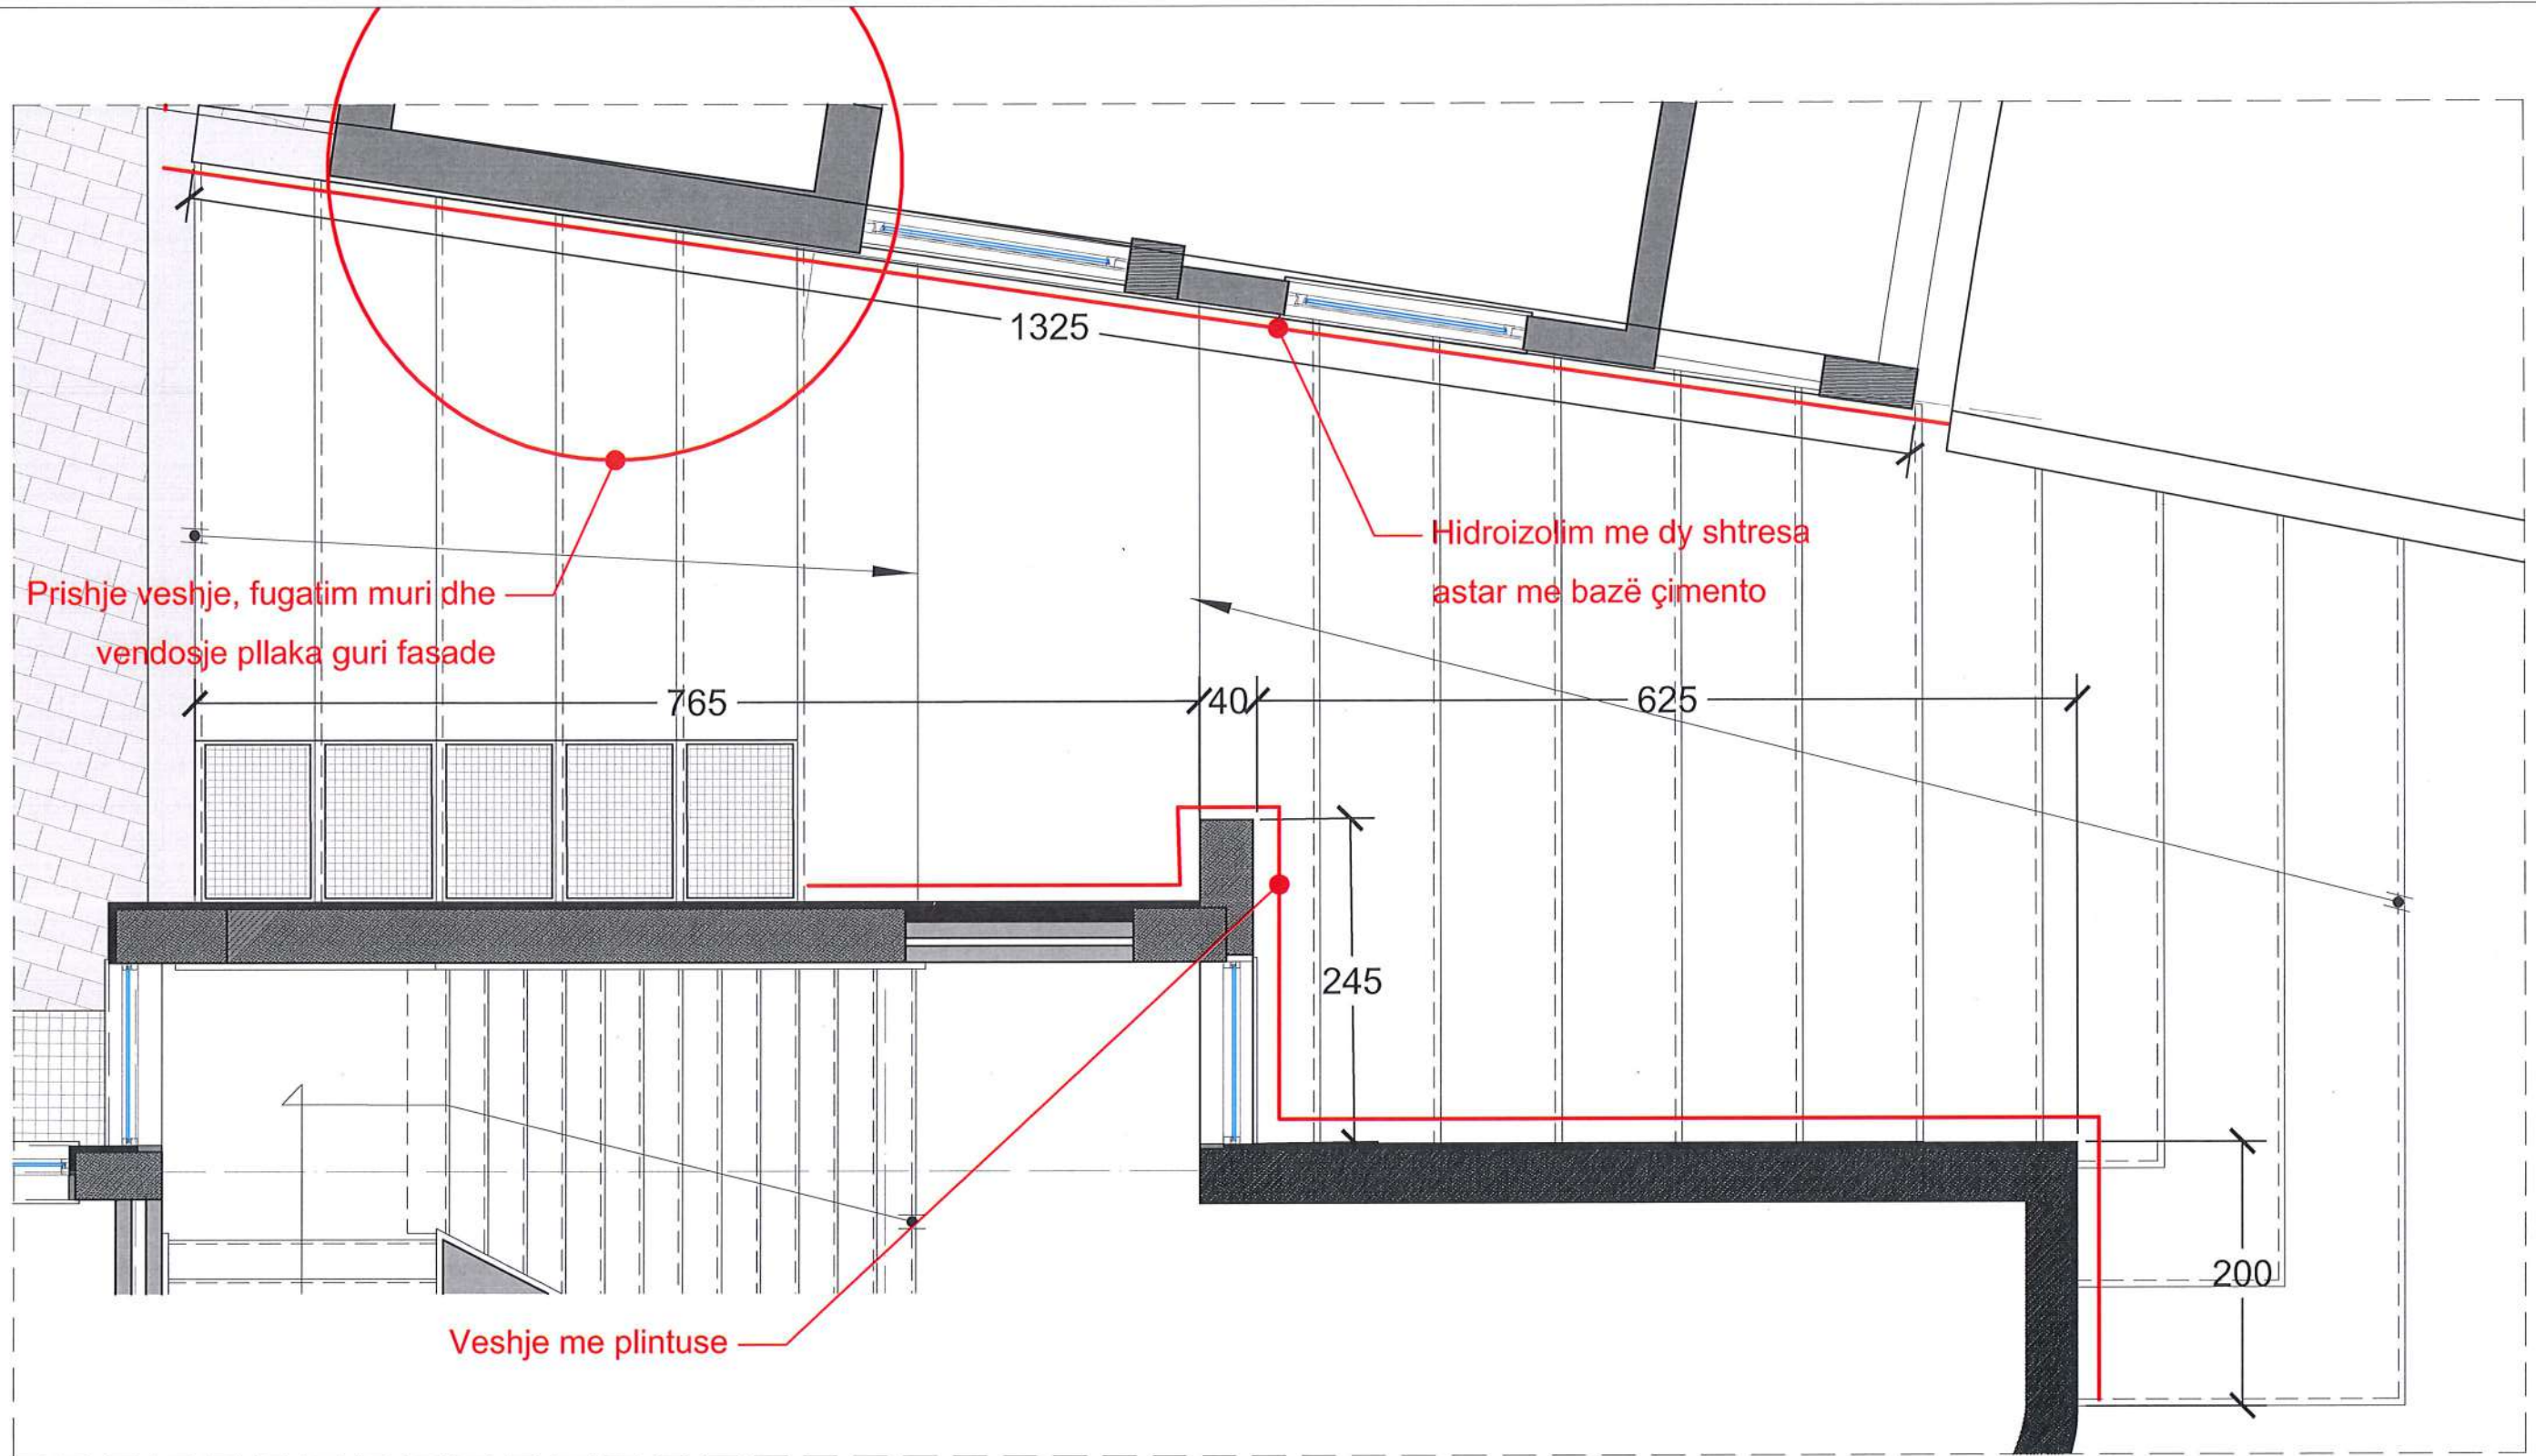 1325
Hidroizolim me dy shtresa
astar me bazë çimento
Prishje veshje, fugatim muri dhe
vendosje pllaka guri fasade
765
40
625
245
200
Veshje me plintuse